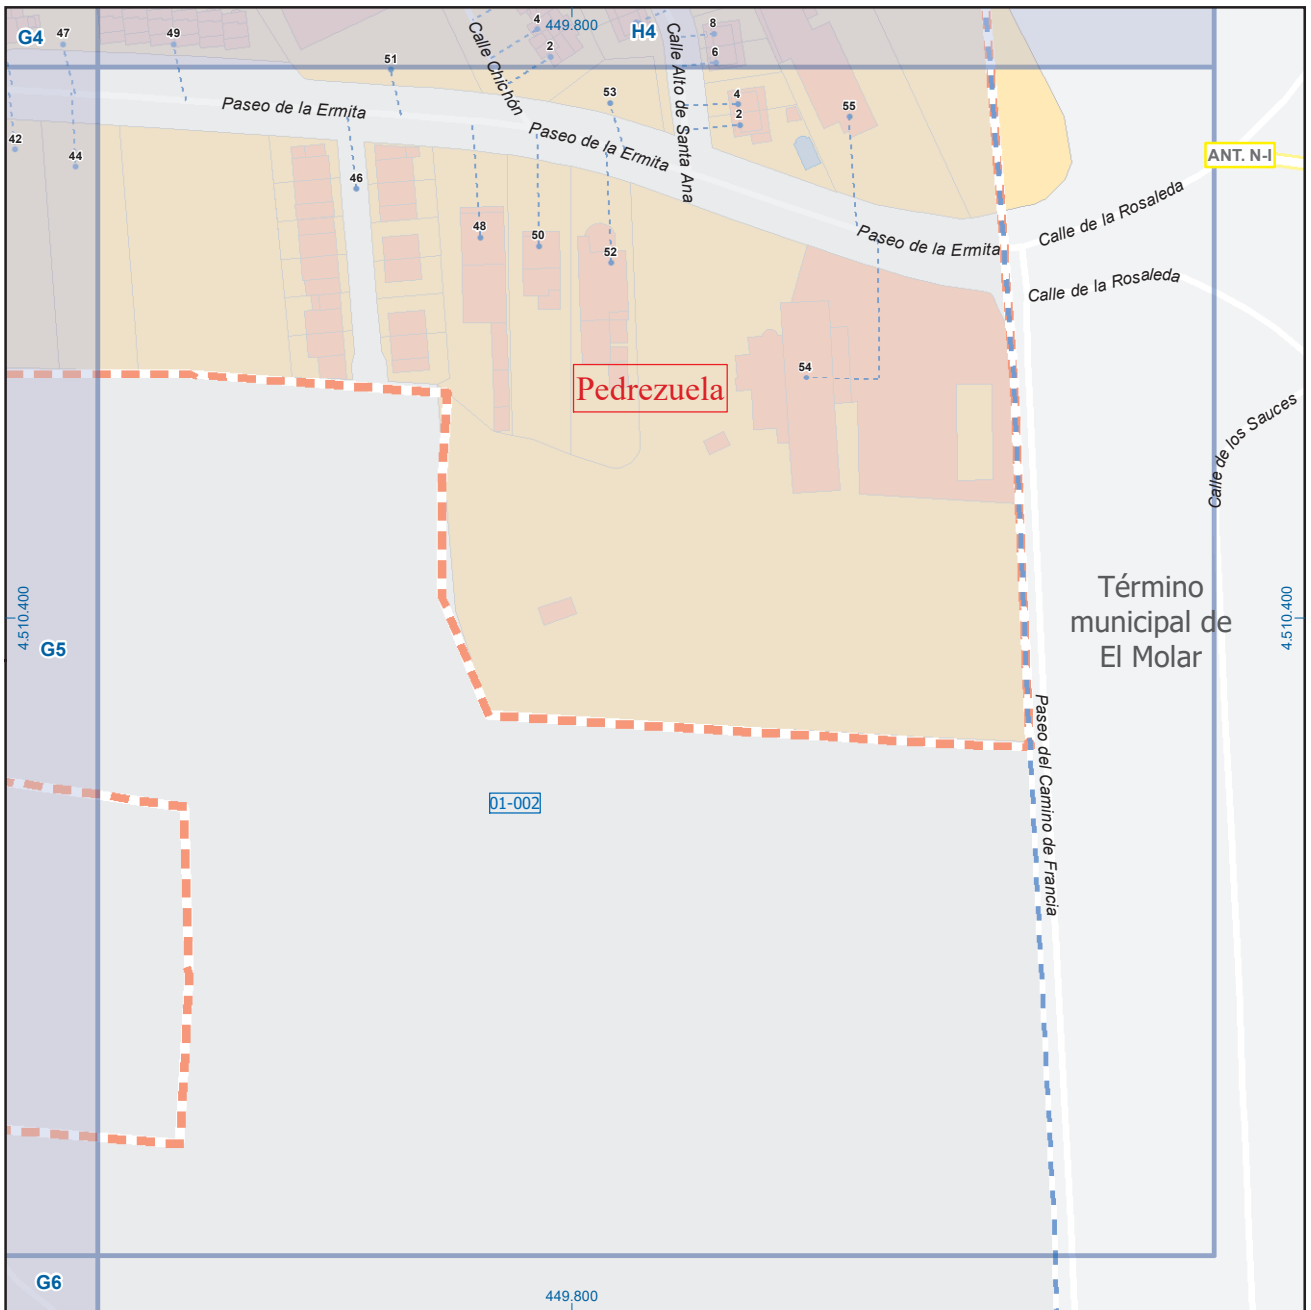 G4
47
49
4
449.800
H4
8
2
6
51
Calle Chichón
Calle Alto de Santa Ana
53
4
2
55
Paseo de la Ermita
Paseo de la Ermita
42
44
46
ANT. N-I
Calle de la Rosaleda
48
50
52
Paseo de la Ermita
Calle de la Rosaleda
Pedrezuela
54
Calle de los Sauces
4.510.400
G5
Término
municipal de
El Molar
4.510.400
Paseo del Camino de Francia
01-002
G6
449.800